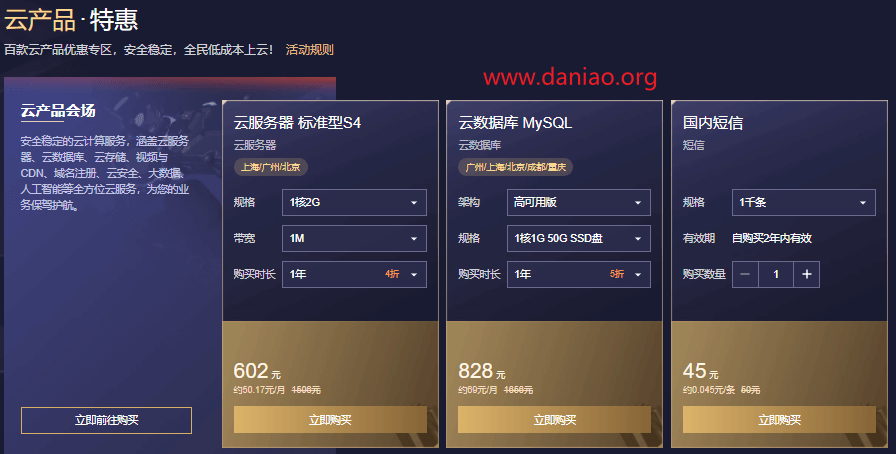 云产品·特惠
百款云产品优惠专区，安全稳定，全民低成本上云！ 活动规则
www.daniao.org
云产品会场
安全稳定的云计算服务，涵盖云服务
器、云数据库、云存储、视频与
CDN、域名注册、云安全、大数据、
人工智能等全方位云服务，为您的业
务保驾护航。
立即前往购买
云服务器 标准型S4
云服务器
上海/广州/北京
规格 1核2G
带宽 1M
购买时长 1年 4折
602元
约50.17元/月 1508元
立即购买
云数据库 MySQL
云数据库
广州/上海/北京/成都/重庆
架构 高可用版
规格 1核1G 50G SSD盘
购买时长 1年 5折
828元
约69元/月 1656元
立即购买
国内短信
短信
规格 1千条
有效期 自购买2年内有效
购买数量 − 1 +
45元
约0.045元/条 50元
立即购买